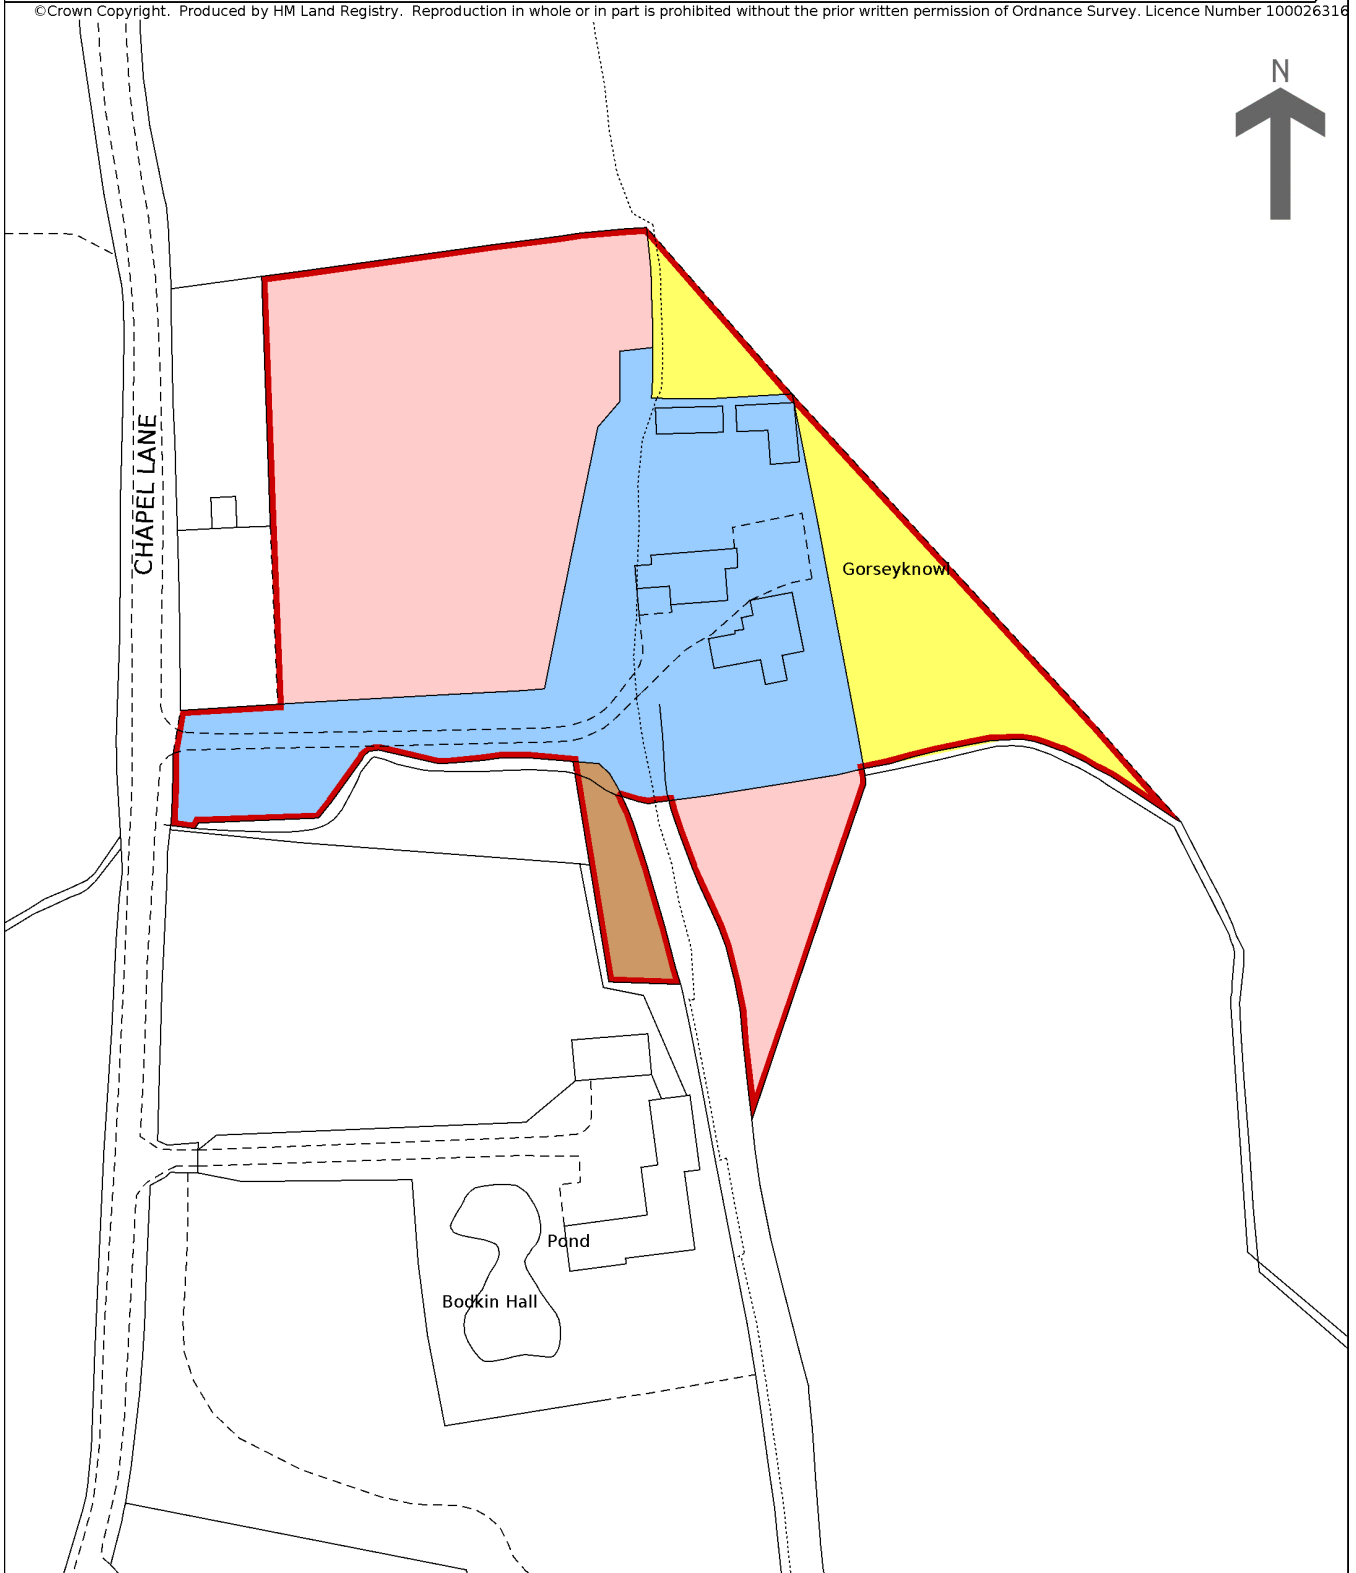 ©Crown Copyright. Produced by HM Land Registry. Reproduction in whole or in part is prohibited without the prior written permission of Ordnance Survey. Licence Number 100026316
N
CHAPEL LANE
Gorseyknowl
Pond
Bodkin Hall